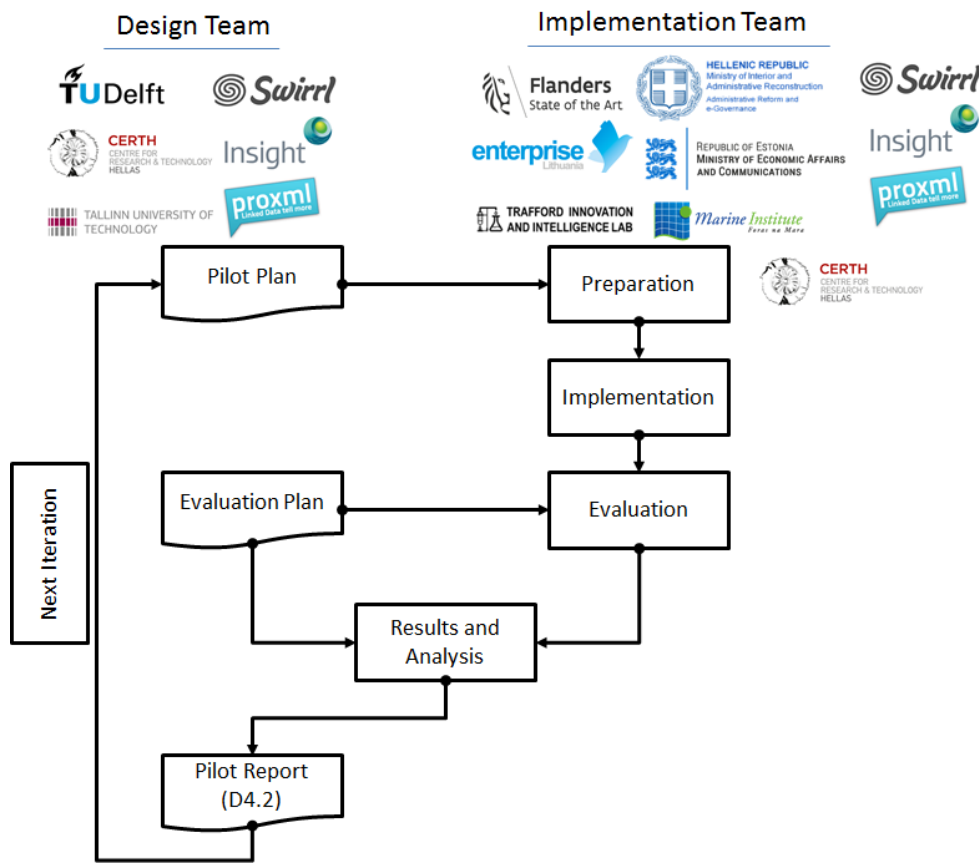 Design Team
Implementation Team
TUDelft
Swirrl
CERTH
CENTRE FOR
RESEARCH & TECHNOLOGY
HELLAS
Insight
TALLINN UNIVERSITY OF
TECHNOLOGY
proxml
Linked Data tell more
Flanders
State of the Art
HELLENIC REPUBLIC
Ministry of Interior and
Administrative Reconstruction
Administrative Reform and
e-Governance
Swirrl
enterprise
Lithuania
REPUBLIC OF ESTONIA
MINISTRY OF ECONOMIC AFFAIRS
AND COMMUNICATIONS
Insight
TRAFFORD INNOVATION
AND INTELLIGENCE LAB
Marine Institute
Foras na Mara
proxml
Linked Data tell more
CERTH
CENTRE FOR
RESEARCH & TECHNOLOGY
HELLAS
Pilot Plan
Preparation
Implementation
Evaluation Plan
Evaluation
Next Iteration
Results and
Analysis
Pilot Report
(D4.2)